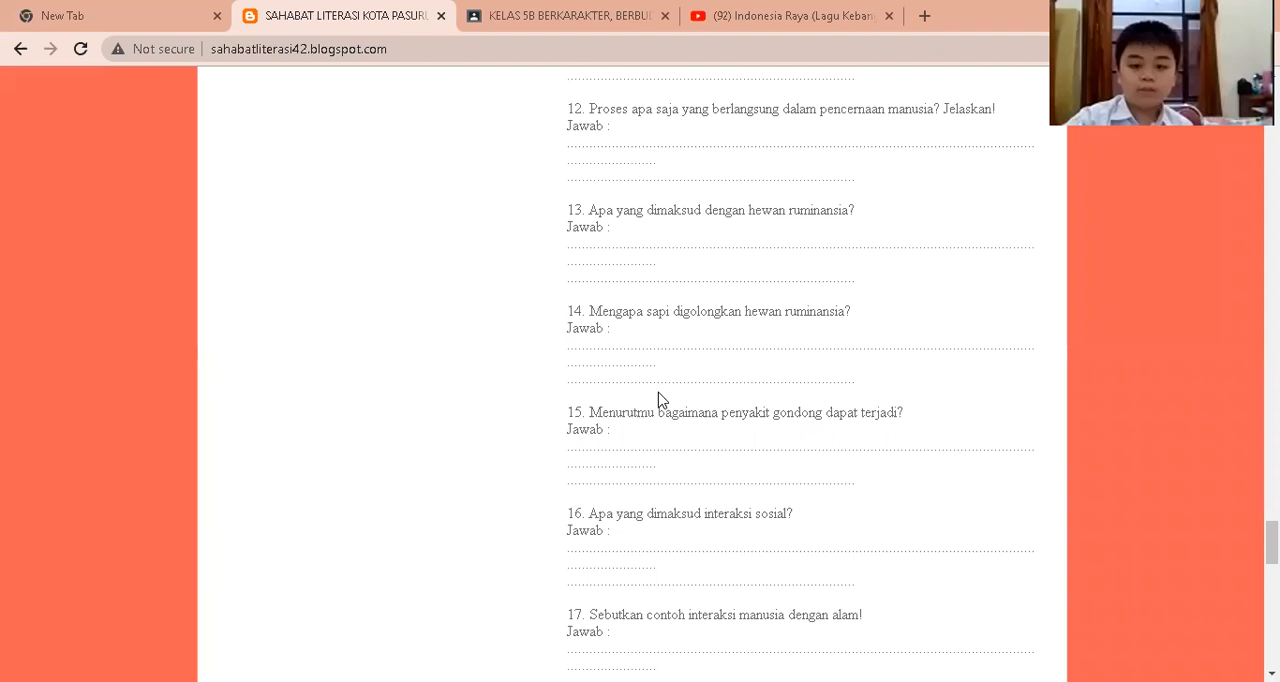 New Tab
SAHABAT LITERASI KOTA PASURU
KELAS 5B BERKARAKTER, BERBUD
(92) Indonesia Raya (Lagu Keban
Not secure
sahabatliterasi42.blogspot.com
12. Proses apa saja yang berlangsung dalam pencernaan manusia? Jelaskan!
Jawab :
13. Apa yang dimaksud dengan hewan ruminansia?
Jawab :
14. Mengapa sapi digolongkan hewan ruminansia?
Jawab :
15. Menurutmu bagaimana penyakit gondong dapat terjadi?
Jawab :
16. Apa yang dimaksud interaksi sosial?
Jawab :
17. Sebutkan contoh interaksi manusia dengan alam!
Jawab :